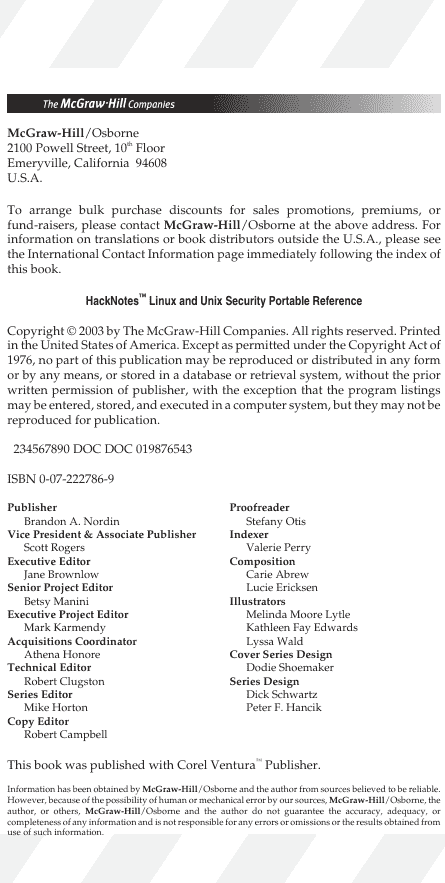 The McGraw-Hill Companies
McGraw-Hill/Osborne
2100 Powell Street, 10th Floor
Emeryville, California 94608
U.S.A.
To arrange bulk purchase discounts for sales promotions, premiums, or
fund-raisers, please contact McGraw-Hill/Osborne at the above address. For
information on translations or book distributors outside the U.S.A., please see
the International Contact Information page immediately following the index of
this book.
HackNotes™ Linux and Unix Security Portable Reference
Copyright © 2003 by The McGraw-Hill Companies. All rights reserved. Printed
in the United States of America. Except as permitted under the Copyright Act of
1976, no part of this publication may be reproduced or distributed in any form
or by any means, or stored in a database or retrieval system, without the prior
written permission of publisher, with the exception that the program listings
may be entered, stored, and executed in a computer system, but they may not be
reproduced for publication.
234567890 DOC DOC 019876543
ISBN 0-07-222786-9
Publisher
Brandon A. Nordin
Vice President & Associate Publisher
Scott Rogers
Executive Editor
Jane Brownlow
Senior Project Editor
Betsy Manini
Executive Project Editor
Mark Karmendy
Acquisitions Coordinator
Athena Honore
Technical Editor
Robert Clugston
Series Editor
Mike Horton
Copy Editor
Robert Campbell
Proofreader
Stefany Otis
Indexer
Valerie Perry
Composition
Carie Abrew
Lucie Ericksen
Illustrators
Melinda Moore Lytle
Kathleen Fay Edwards
Lyssa Wald
Cover Series Design
Dodie Shoemaker
Series Design
Dick Schwartz
Peter F. Hancik
This book was published with Corel Ventura™ Publisher.
Information has been obtained by McGraw-Hill/Osborne and the author from sources believed to be reliable.
However, because of the possibility of human or mechanical error by our sources, McGraw-Hill/Osborne, the
author, or others, McGraw-Hill/Osborne and the author do not guarantee the accuracy, adequacy, or
completeness of any information and is not responsible for any errors or omissions or the results obtained from
use of such information.